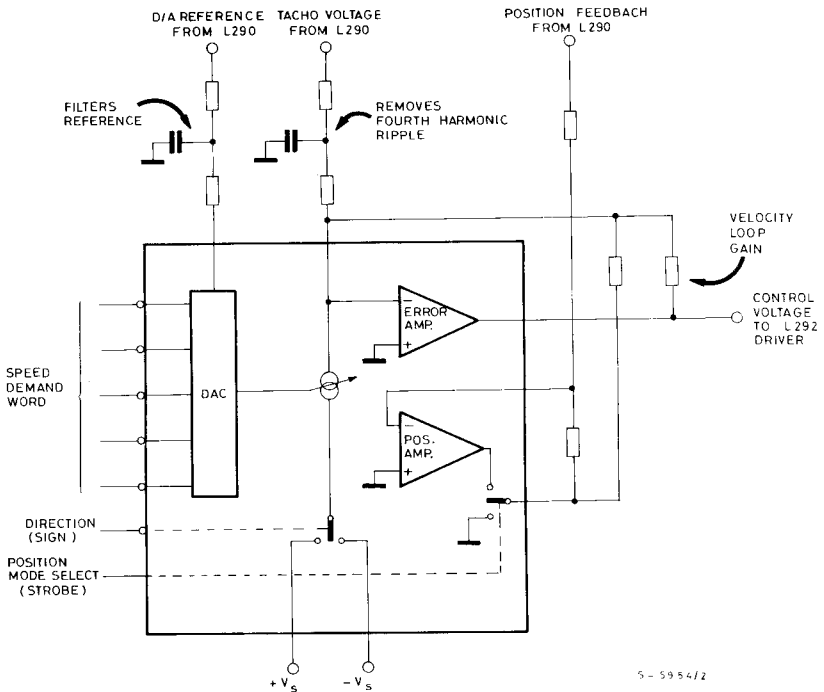 D/A REFERENCE
FROM L290
TACHO VOLTAGE
FROM L290
POSITION FEEDBACH
FROM L290
FILTERS
REFERENCE
REMOVES
FOURTH HARMONIC
RIPPLE
VELOCITY
LOOP
GAIN
CONTROL
VOLTAGE
TO L292
DRIVER
SPEED
DEMAND
WORD
DAC
−
ERROR
AMP.
+
−
POS.
AMP.
+
DIRECTION
(SIGN)
POSITION
MODE SELECT
(STROBE)
+Vs
−Vs
S-5954/2